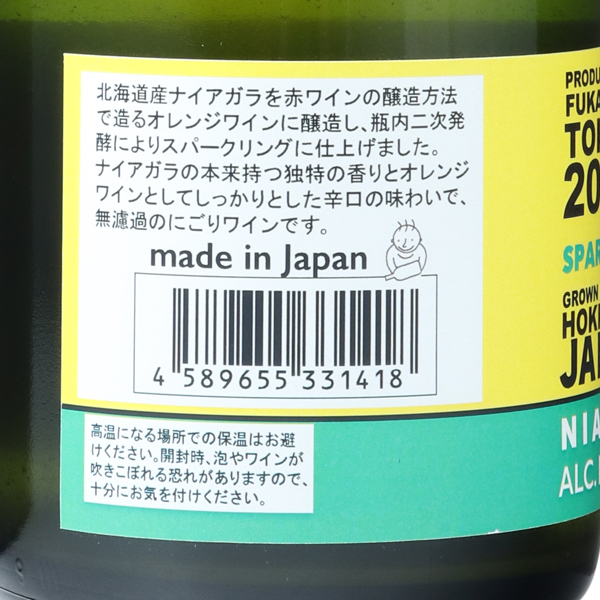 北海道産ナイアガラを赤ワインの醸造方法
で造るオレンジワインに醸造し、瓶内二次発
酵によりスパークリングに仕上げました。
ナイアガラの本来持つ独特の香りとオレンジ
ワインとしてしっかりとした辛口の味わいで、
無濾過のにごりワインです。
made in Japan
4 589655 331418
高温になる場所での保温はお避
けください。開封時、泡やワインが
吹きこぼれる恐れがありますので、
十分にお気を付けください。
PRODU
FUKA
TO
20
SPAR
GROWN
HOK
JA
NIA
ALC.